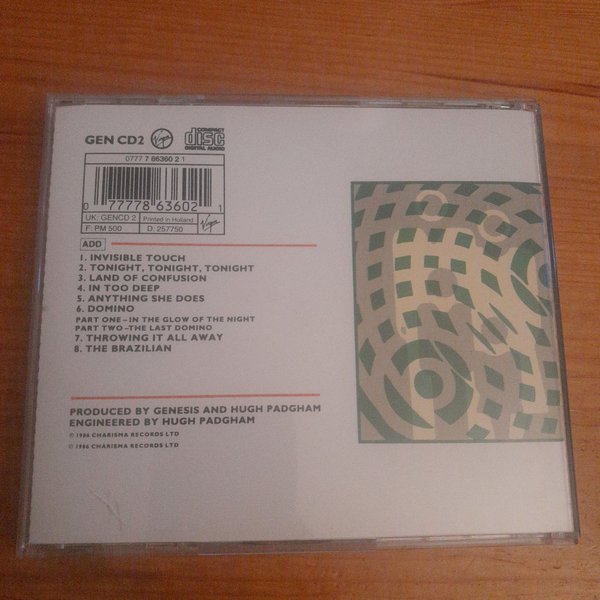 GEN CD2 Virgin COMPACT disc DIGITAL AUDIO
0777 7 86360 2 1
0 77778 63602 1
UK: GENCD 2 Printed in Holland Virgin
F: PM 500 D: 257750
ADD
1. INVISIBLE TOUCH
2. TONIGHT, TONIGHT, TONIGHT
3. LAND OF CONFUSION
4. IN TOO DEEP
5. ANYTHING SHE DOES
6. DOMINO
PART ONE–IN THE GLOW OF THE NIGHT
PART TWO–THE LAST DOMINO
7. THROWING IT ALL AWAY
8. THE BRAZILIAN
PRODUCED BY GENESIS AND HUGH PADGHAM
ENGINEERED BY HUGH PADGHAM
℗ 1986 CHARISMA RECORDS LTD
© 1986 CHARISMA RECORDS LTD